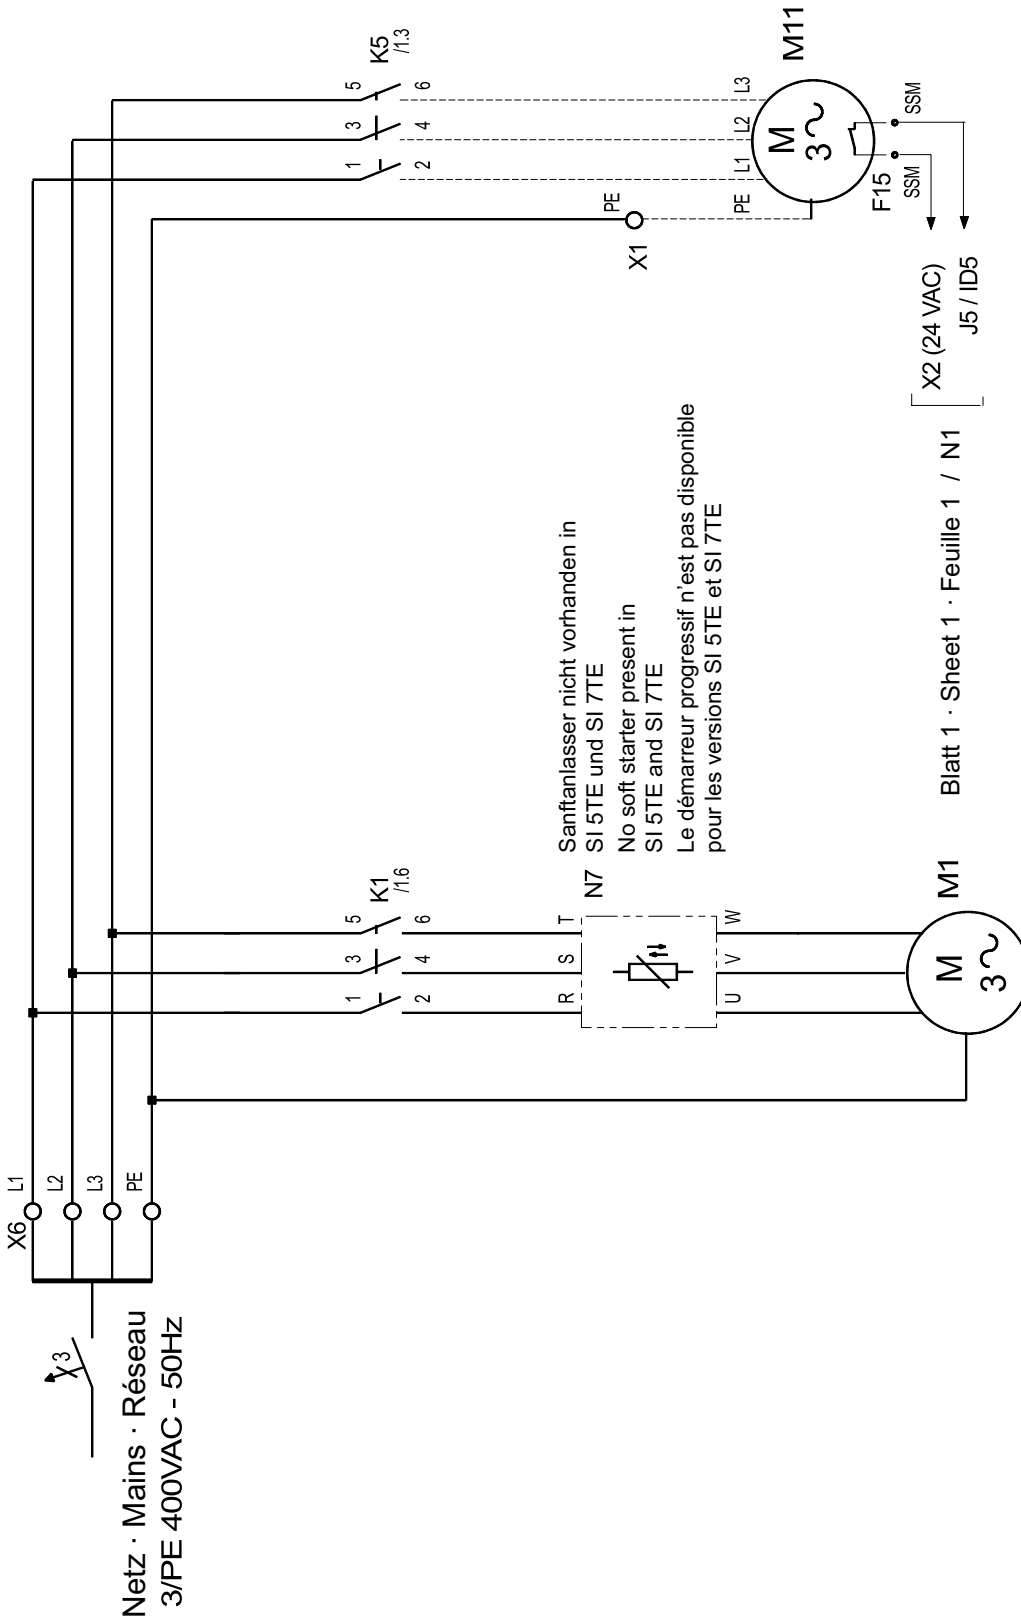 Netz · Mains · Réseau
3/PE 400VAC - 50Hz
3
X6
L1
L2
L3
PE
1 3 5
K1
/1.6
2 4 6
R S T
N7
U V W
M
3
M1
Sanftanlasser nicht vorhanden in
SI 5TE und SI 7TE
No soft starter present in
SI 5TE and SI 7TE
Le démarreur progressif n'est pas disponible
pour les versions SI 5TE et SI 7TE
1 3 5
K5
/1.3
2 4 6
PE
X1
PE L1 L2 L3
M
3
M11
F15
SSM SSM
Blatt 1 · Sheet 1 · Feuille 1 / N1
X2 (24 VAC)
J5 / ID5